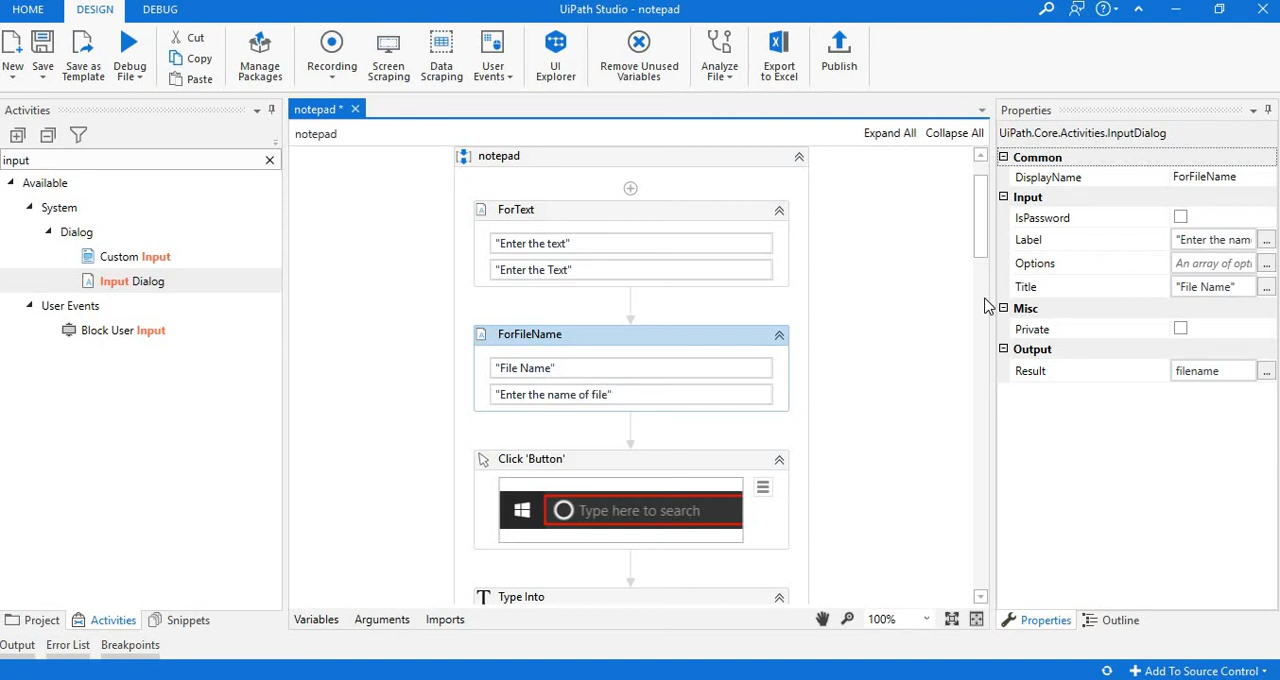 HOME DESIGN DEBUG UiPath Studio - notepad
New Save Save as Template Debug File Cut Copy Paste Manage Packages Recording Screen Scraping Data Scraping User Events UI Explorer Remove Unused Variables Analyze File Export to Excel Publish
Activities
input
Available
System
Dialog
Custom Input
Input Dialog
User Events
Block User Input
Project Activities Snippets
notepad *
notepad Expand All Collapse All
notepad
ForText
"Enter the text"
"Enter the Text"
ForFileName
"File Name"
"Enter the name of file"
Click 'Button'
Type here to search
Type Into
Variables Arguments Imports 100%
Properties
UiPath.Core.Activities.InputDialog
Common
DisplayName ForFileName
Input
IsPassword
Label "Enter the nam ...
Options An array of opti ...
Title "File Name" ...
Misc
Private
Output
Result filename ...
Properties Outline
Output Error List Breakpoints
Add To Source Control